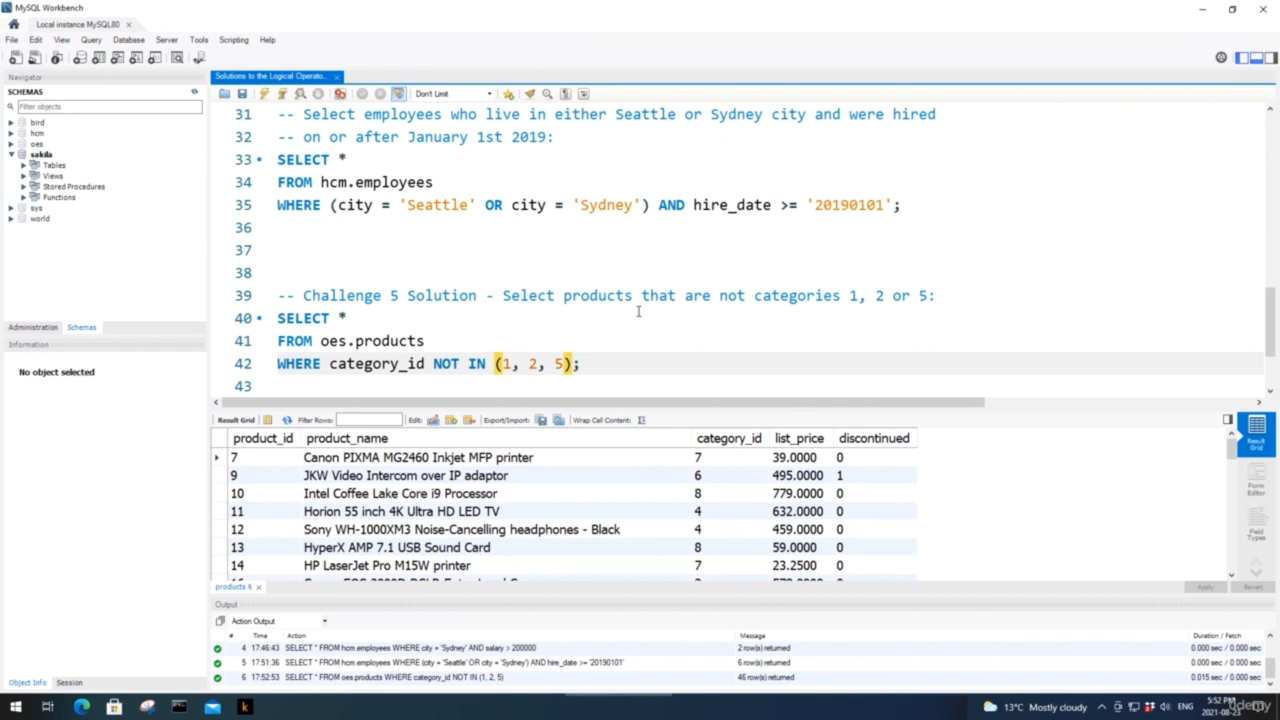 MySQL Workbench
Local instance MySQL80 ×
File Edit View Query Database Server Tools Scripting Help
Navigator
SCHEMAS
Filter objects
bird
hcm
oes
sakila
Tables
Views
Stored Procedures
Functions
sys
world
Administration Schemas
Information
No object selected
Object Info Session
Solutions to the Logical Operato... ×
Don't Limit
31 -- Select employees who live in either Seattle or Sydney city and were hired
32 -- on or after January 1st 2019:
33 SELECT *
34 FROM hcm.employees
35 WHERE (city = 'Seattle' OR city = 'Sydney') AND hire_date >= '20190101';
36
37
38
39 -- Challenge 5 Solution - Select products that are not categories 1, 2 or 5:
40 SELECT *
41 FROM oes.products
42 WHERE category_id NOT IN (1, 2, 5);
43
Result Grid Filter Rows: Edit: Export/Import: Wrap Cell Content:
product_id product_name category_id list_price discontinued
7 Canon PIXMA MG2460 Inkjet MFP printer 7 39.0000 0
9 JKW Video Intercom over IP adaptor 6 495.0000 1
10 Intel Coffee Lake Core i9 Processor 8 779.0000 0
11 Horion 55 inch 4K Ultra HD LED TV 4 632.0000 0
12 Sony WH-1000XM3 Noise-Cancelling headphones - Black 4 459.0000 0
13 HyperX AMP 7.1 USB Sound Card 8 59.0000 0
14 HP LaserJet Pro M15W printer 7 23.2500 0
Result Grid
Form Editor
Field Types
products 6 ×
Apply Revert
Output
Action Output
# Time Action Message Duration / Fetch
4 17:46:43 SELECT * FROM hcm.employees WHERE city = 'Sydney' AND salary > 200000 2 row(s) returned 0.000 sec / 0.000 sec
5 17:51:36 SELECT * FROM hcm.employees WHERE (city = 'Seattle' OR city = 'Sydney') AND hire_date >= '20190101' 6 row(s) returned 0.000 sec / 0.000 sec
6 17:52:53 SELECT * FROM oes.products WHERE category_id NOT IN (1, 2, 5) 46 row(s) returned 0.015 sec / 0.000 sec
13°C Mostly cloudy ENG 5:52 PM
2021-08-23
Udemy